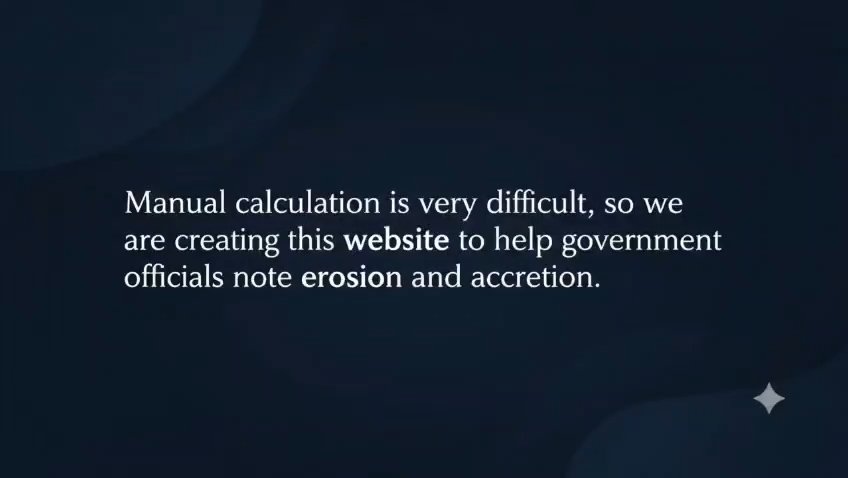 Manual calculation is very difficult, so we
are creating this website to help government
officials note erosion and accretion.